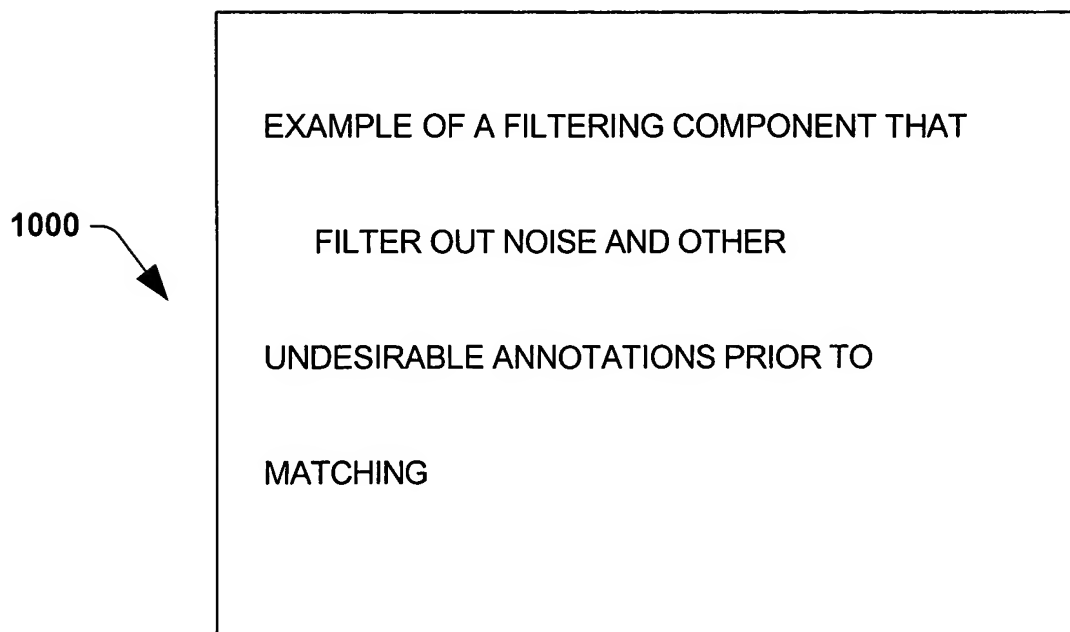 EXAMPLE OF A FILTERING COMPONENT THAT
1000
FILTER OUT NOISE AND OTHER
UNDESIRABLE ANNOTATIONS PRIOR TO
MATCHING